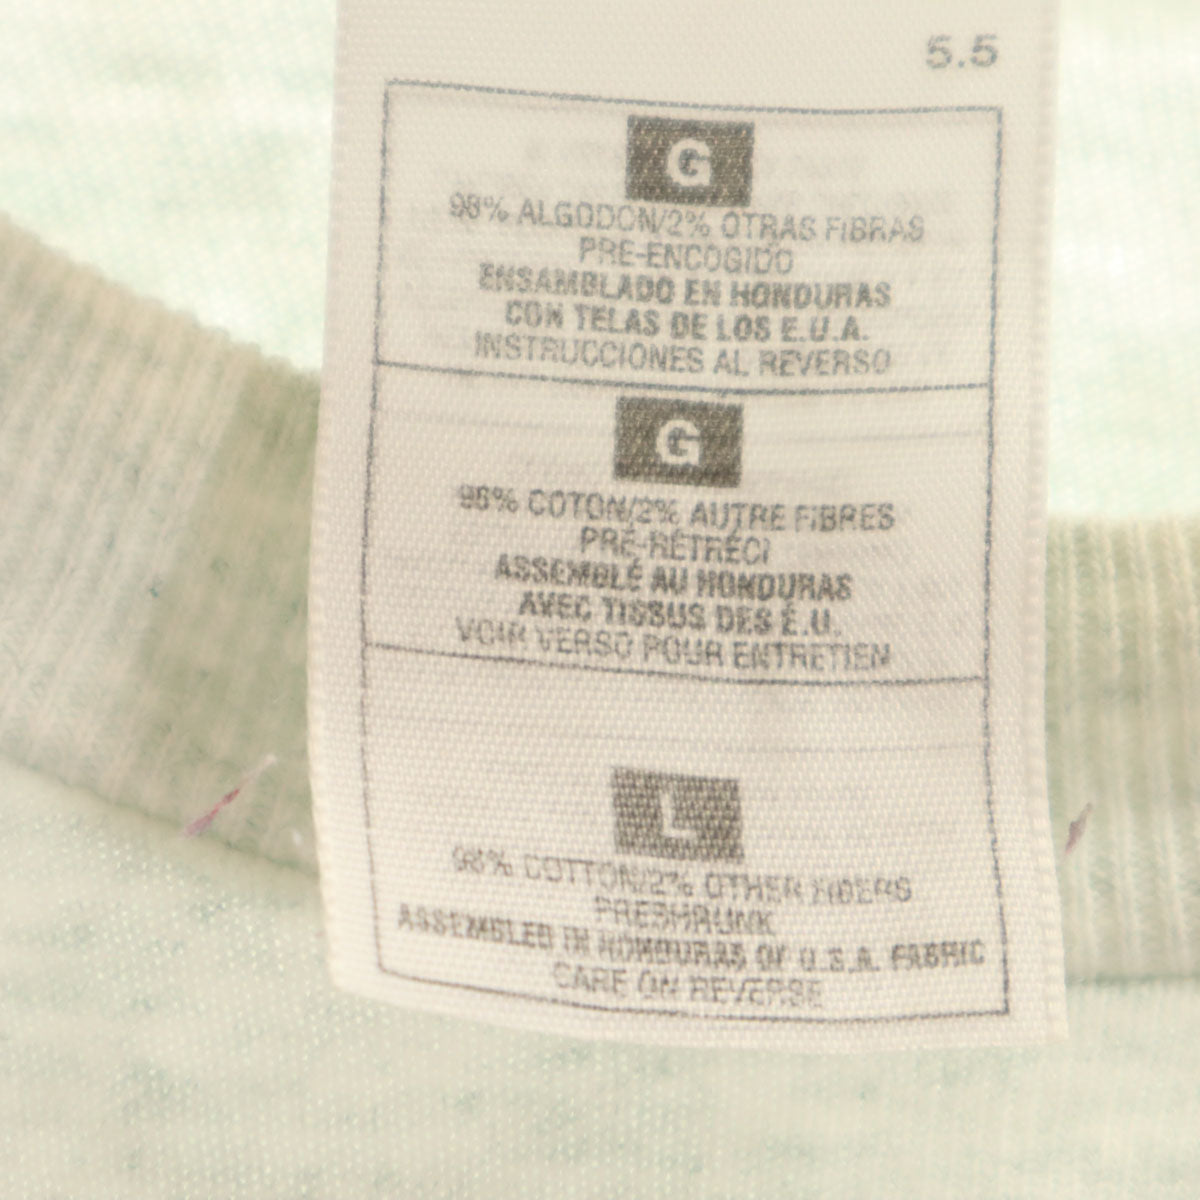 5.5
G
98% ALGODON/2% OTRAS FIBRAS
PRE-ENCOGIDO
ENSAMBLADO EN HONDURAS
CON TELAS DE LOS E.U.A.
INSTRUCCIONES AL REVERSO
G
98% COTON/2% AUTRE FIBRES
PRÉ-RÉTRÉCI
ASSEMBLÉ AU HONDURAS
AVEC TISSUS DES É.U.
VOIR VERSO POUR ENTRETIEN
L
98% COTTON/2% OTHER FIBERS
PRESHRUNK
ASSEMBLED IN HONDURAS OF U.S.A. FABRIC
CARE ON REVERSE